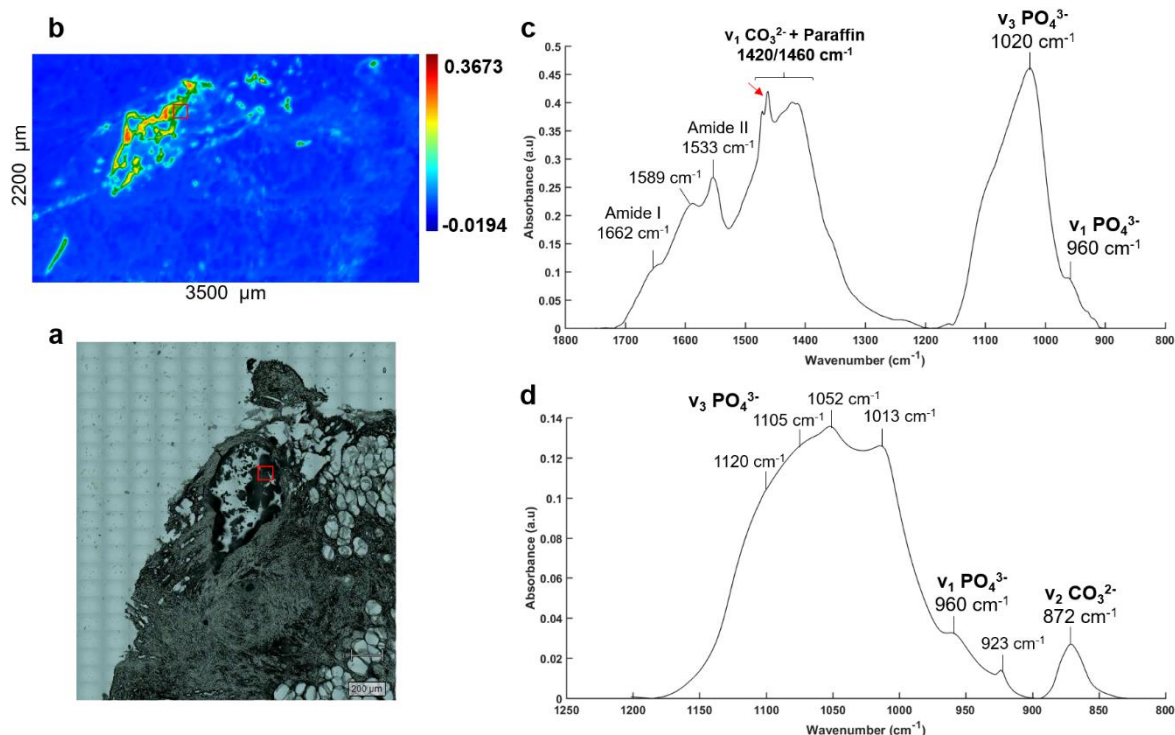 b
0.3673
-0.0194
2200 µm
3500 µm
a
200 µm
c
ν₁ CO₃²⁻ + Paraffin
1420/1460 cm⁻¹
ν₃ PO₄³⁻
1020 cm⁻¹
Amide II
1533 cm⁻¹
1589 cm⁻¹
Amide I
1662 cm⁻¹
ν₁ PO₄³⁻
960 cm⁻¹
Absorbance (a.u)
0.5
0.45
0.4
0.35
0.3
0.25
0.2
0.15
0.1
0.05
0
1800 1700 1600 1500 1400 1300 1200 1100 1000 900 800
Wavenumber (cm⁻¹)
d
ν₃ PO₄³⁻
1052 cm⁻¹
1105 cm⁻¹
1013 cm⁻¹
1120 cm⁻¹
ν₁ PO₄³⁻
960 cm⁻¹
923 cm⁻¹
ν₂ CO₃²⁻
872 cm⁻¹
Absorbance (a.u)
0.14
0.12
0.1
0.08
0.06
0.04
0.02
0
1250 1200 1150 1100 1050 1000 950 900 850 800
Wavenumber (cm⁻¹)